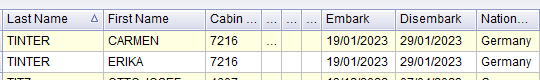 Last Name △ First Name Cabin ... ... ... ... Embark Disembark Nation...
TINTER CARMEN 7216 ... 19/01/2023 29/01/2023 Germany
TINTER ERIKA 7216 ... 19/01/2023 29/01/2023 Germany